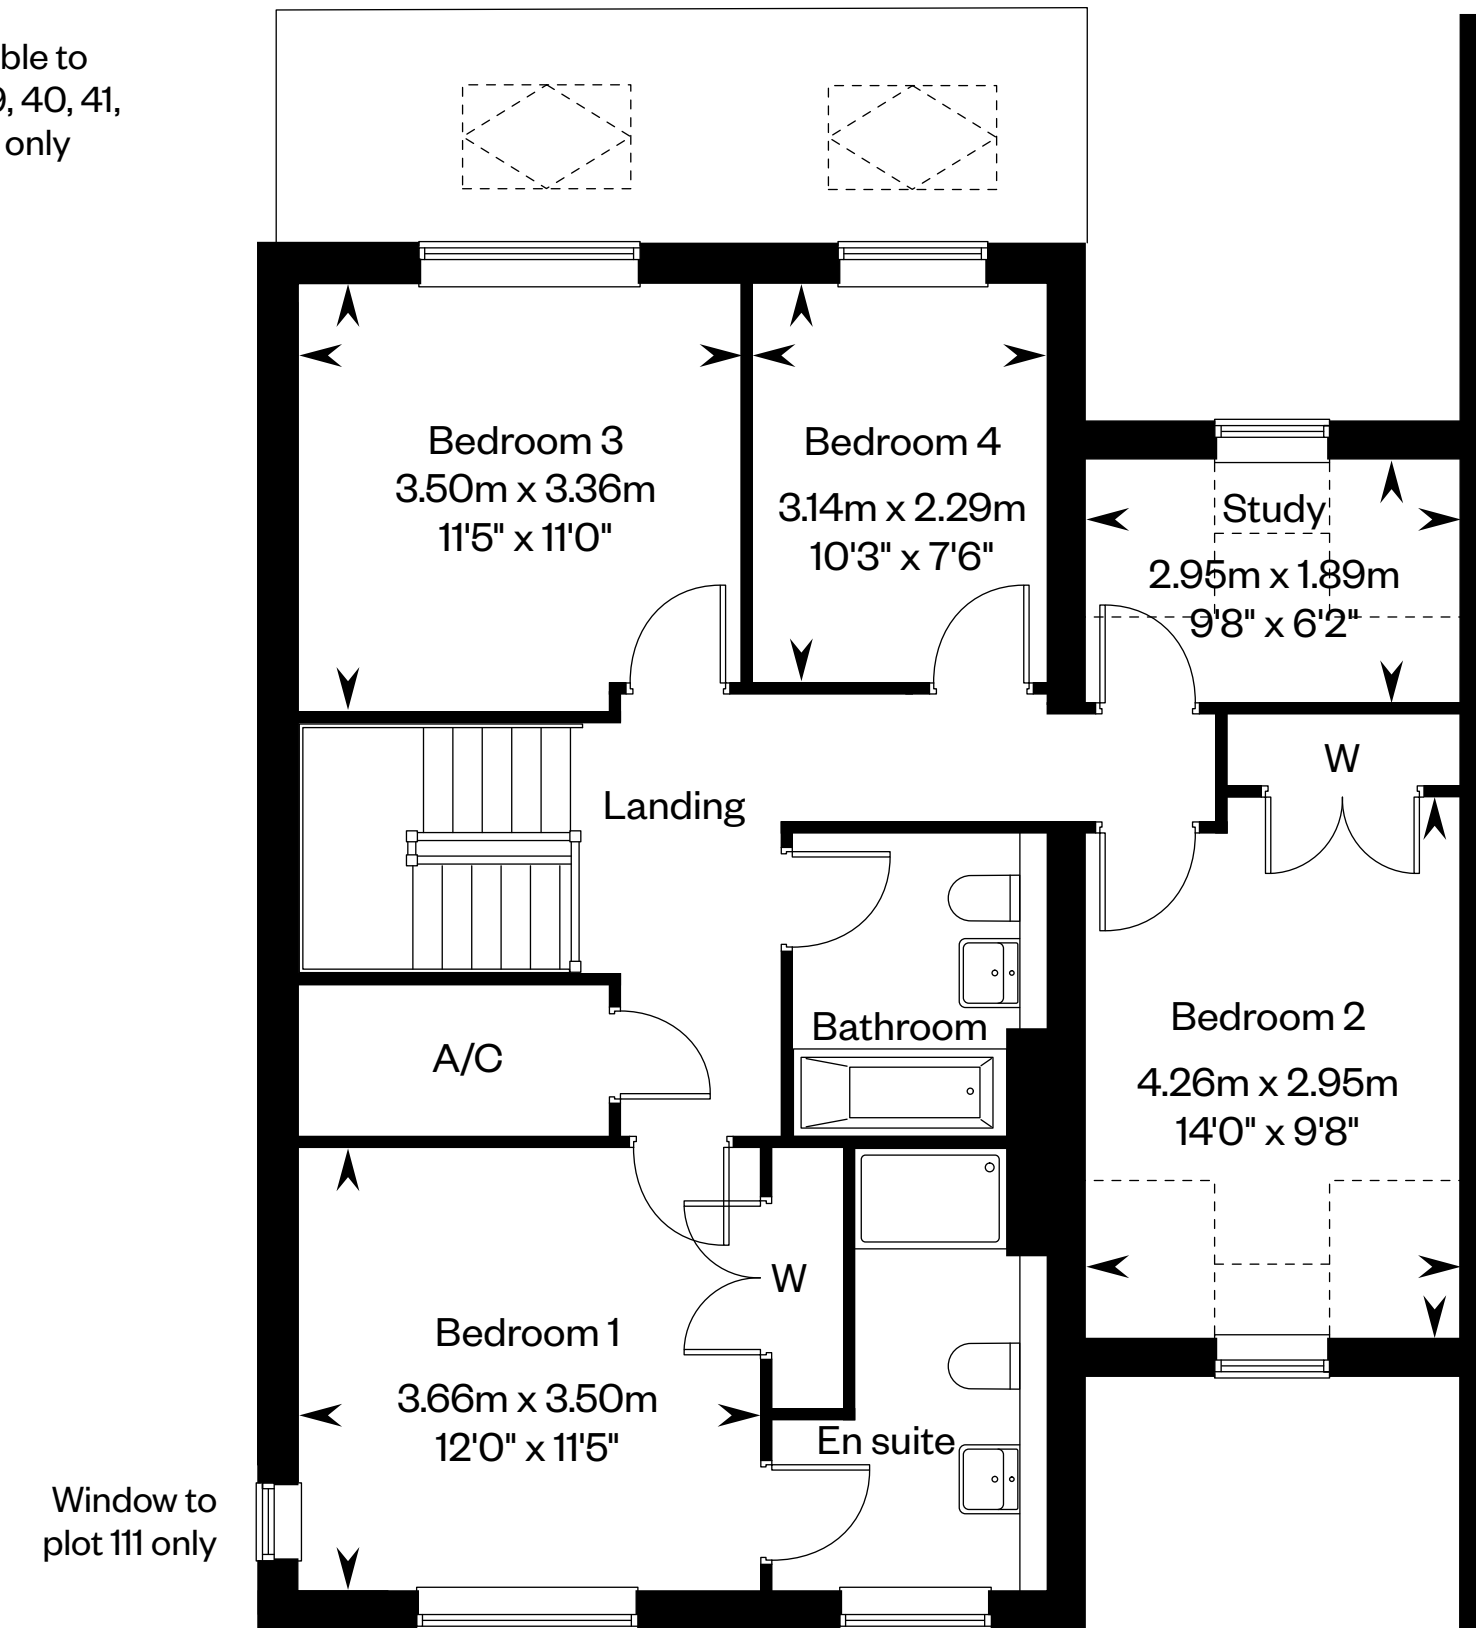 ble to
, 40, 41,
only
Bedroom 3
3.50m x 3.36m
11'5" x 11'0"
Bedroom 4
3.14m x 2.29m
10'3" x 7'6"
Study
2.95m x 1.89m
9'8" x 6'2"
W
Landing
Bathroom
A/C
Bedroom 2
4.26m x 2.95m
14'0" x 9'8"
W
Bedroom 1
3.66m x 3.50m
12'0" x 11'5"
En suite
Window to
plot 111 only